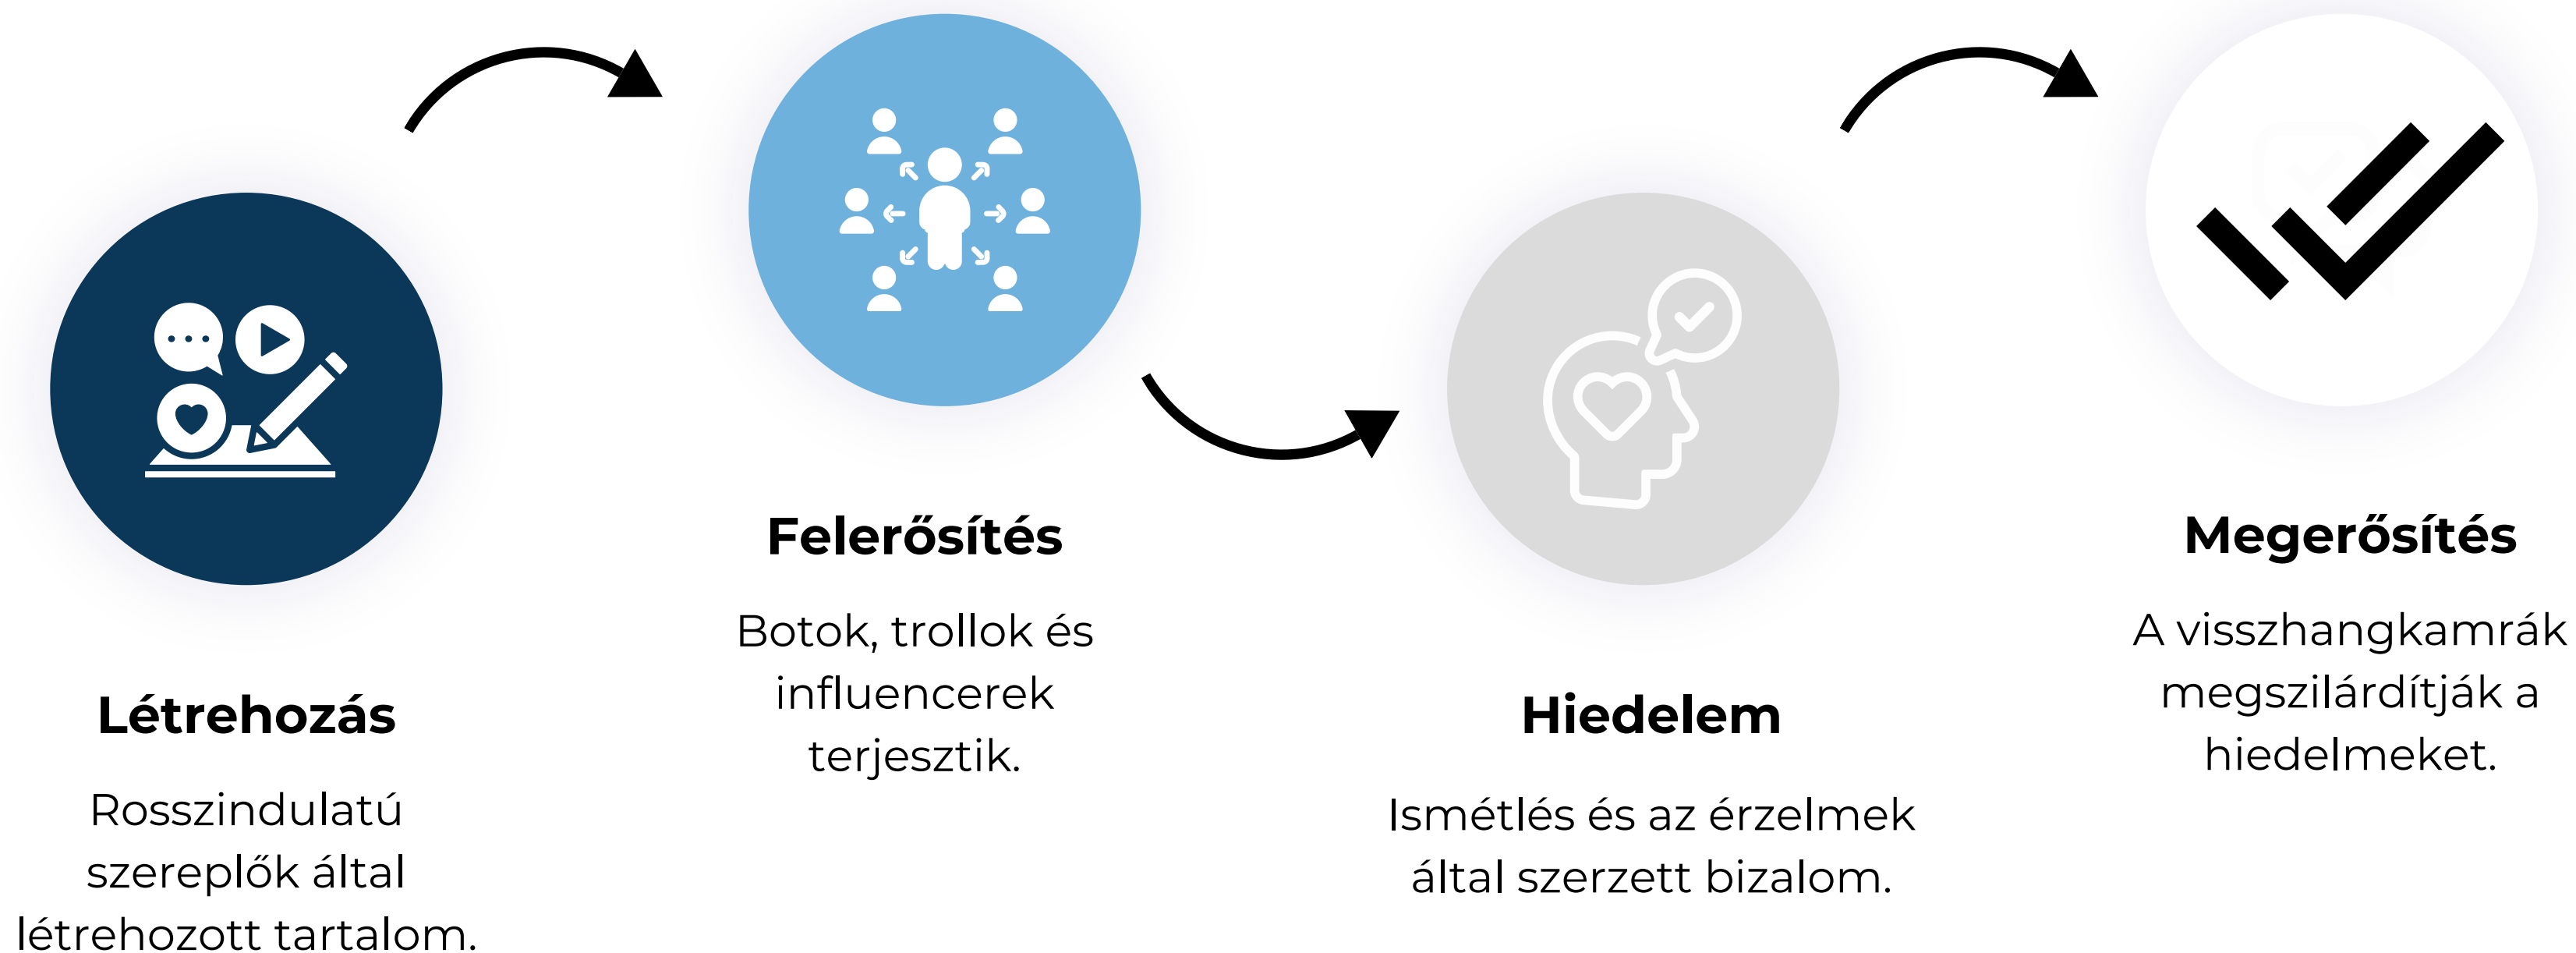 Létrehozás
Rosszindulatú
szereplők által
létrehozott tartalom.
Felerősítés
Botok, trollok és
influencerek
terjesztik.
Hiedelem
Ismétlés és az érzelmek
által szerzett bizalom.
Megerősítés
A visszhangkamrák
megszilárdítják a
hiedelmeket.